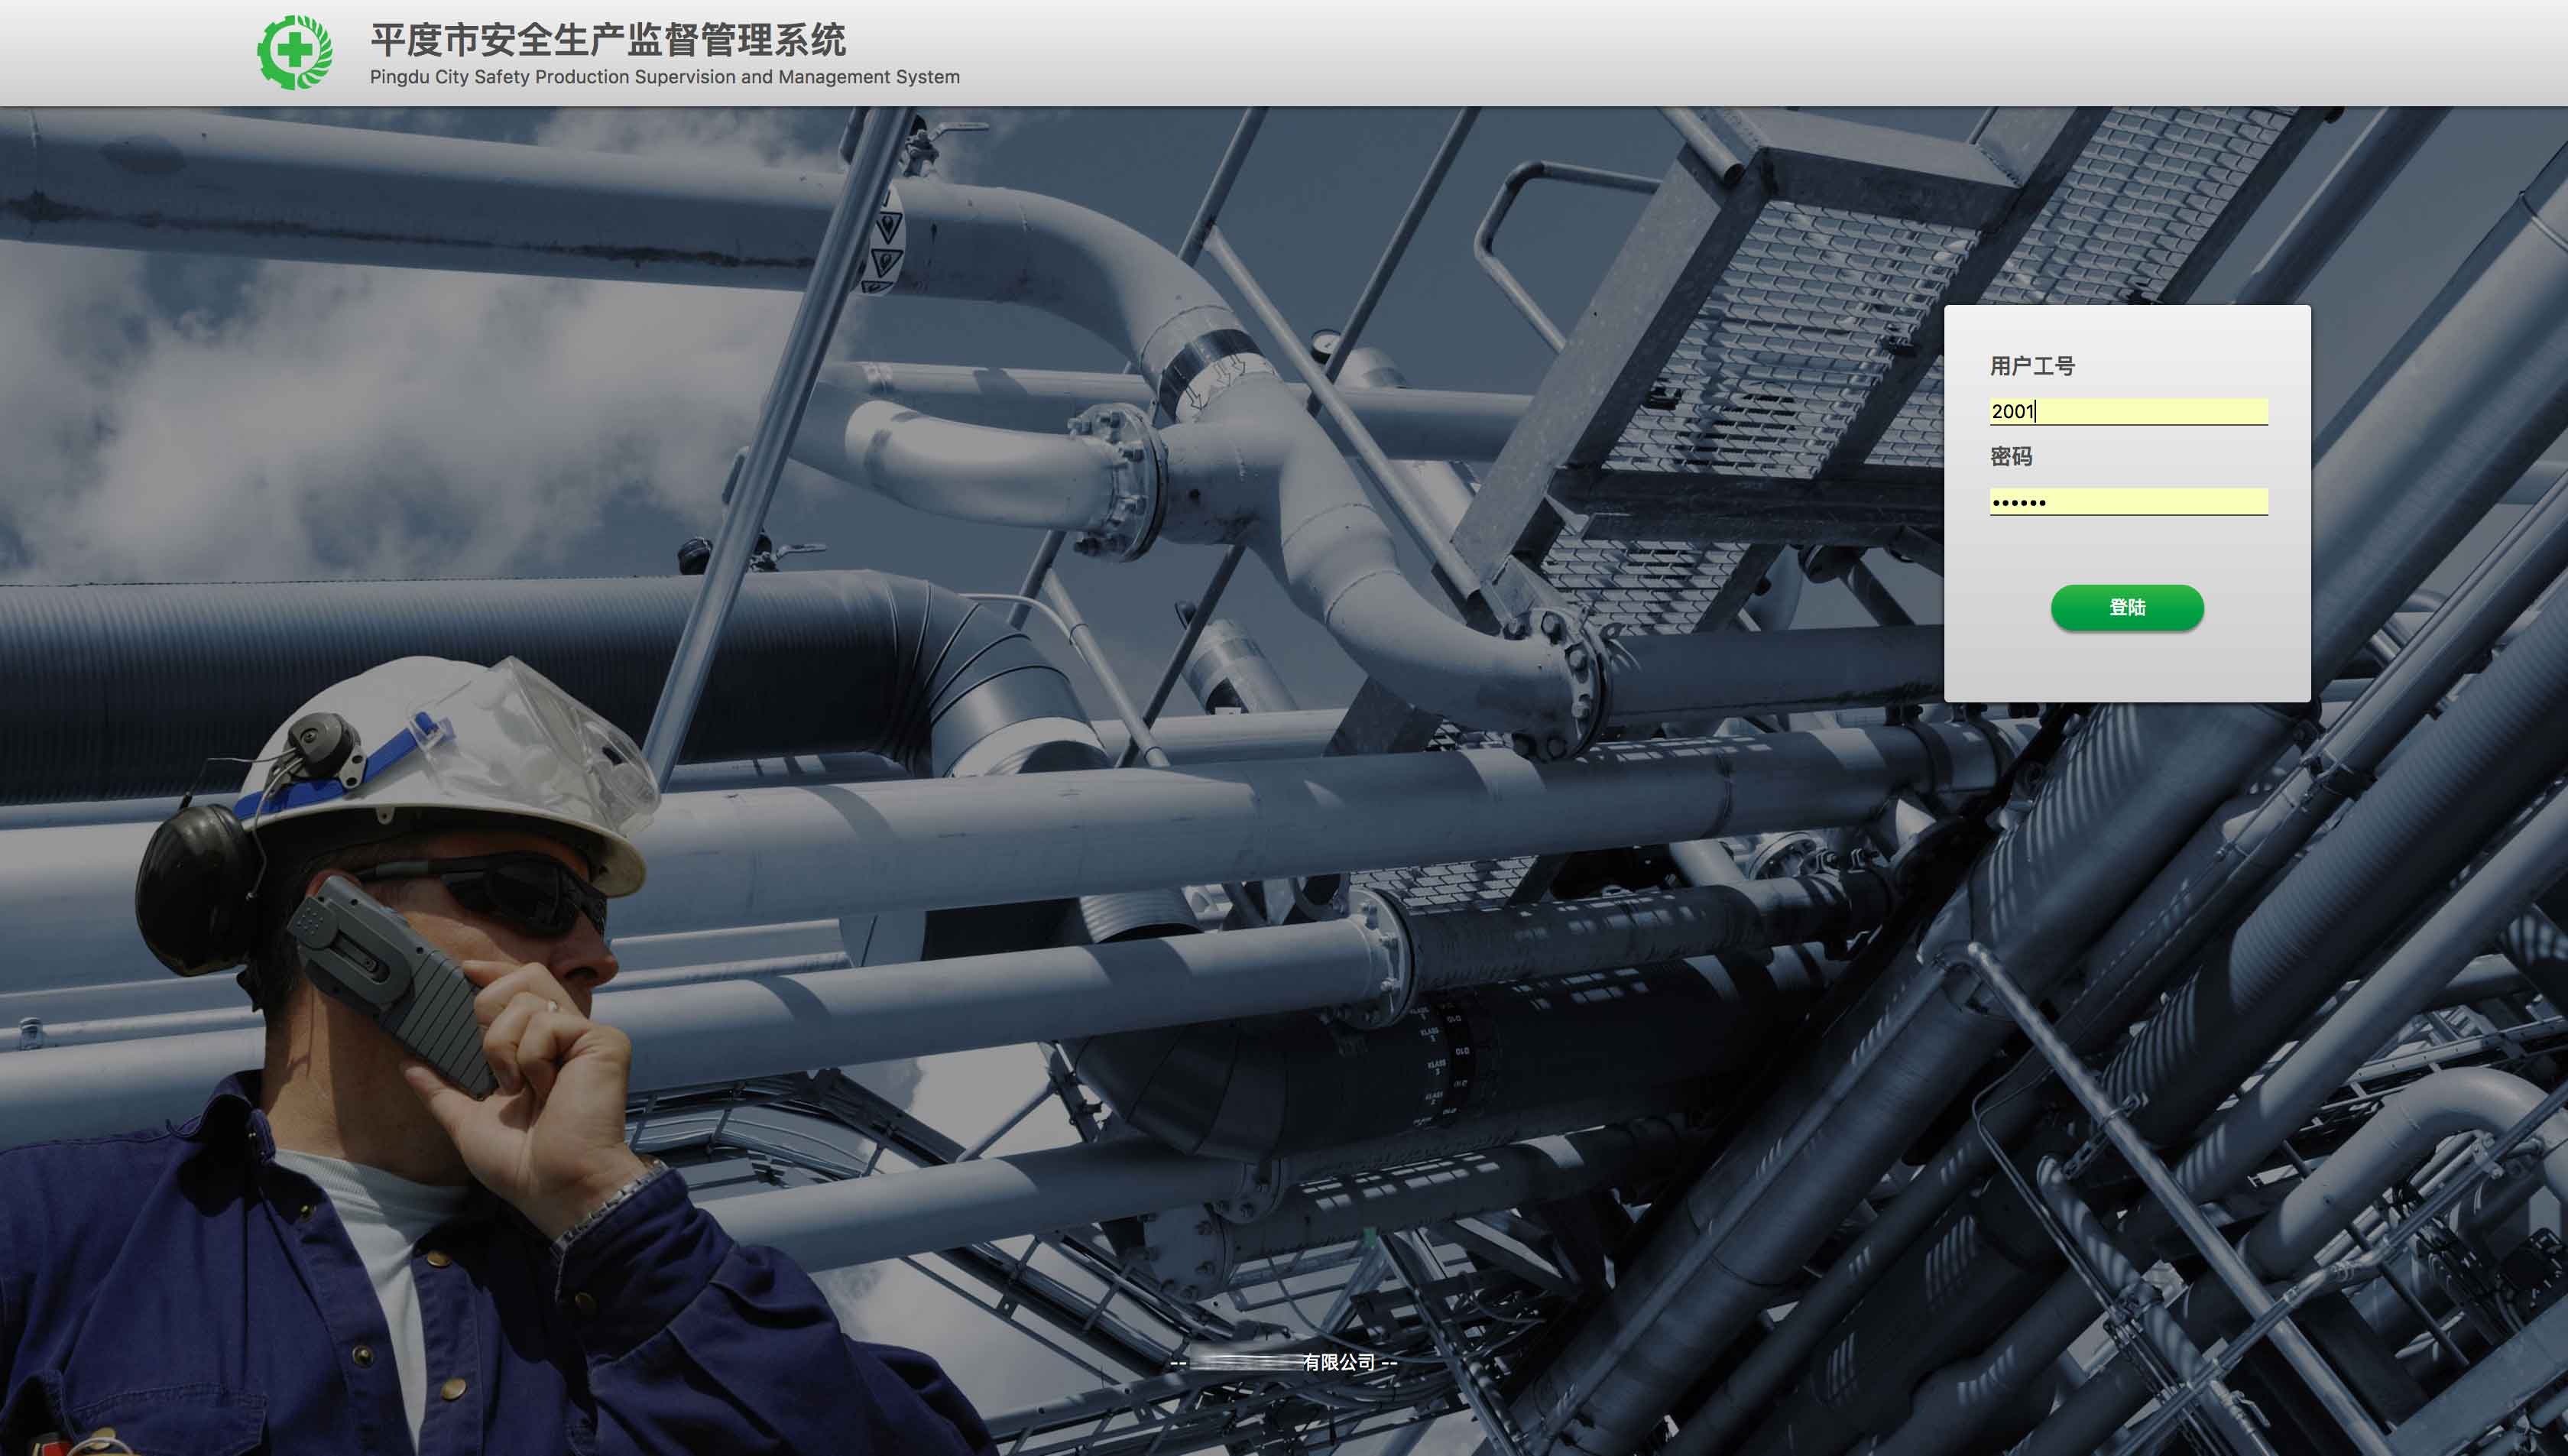 平度市安全生产监督管理系统
Pingdu City Safety Production Supervision and Management System
用户工号
2001
密码
登陆
-- 有限公司 --